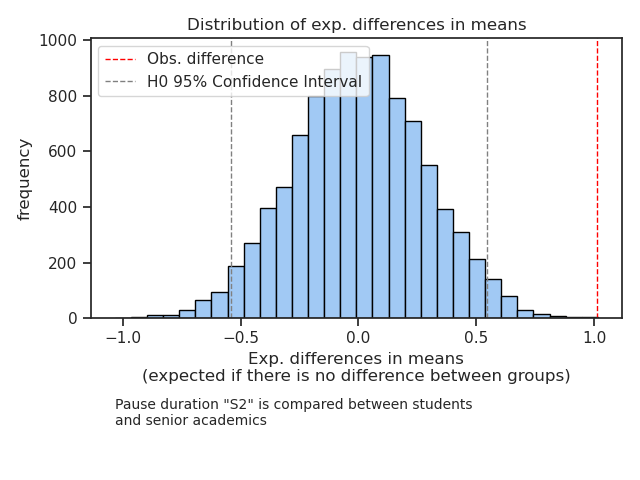 Distribution of exp. differences in means
1000
800
600
400
200
0
frequency
Obs. difference
H0 95% Confidence Interval
−1.0
−0.5
0.0
0.5
1.0
Exp. differences in means
(expected if there is no difference between groups)
Pause duration "S2" is compared between students
and senior academics